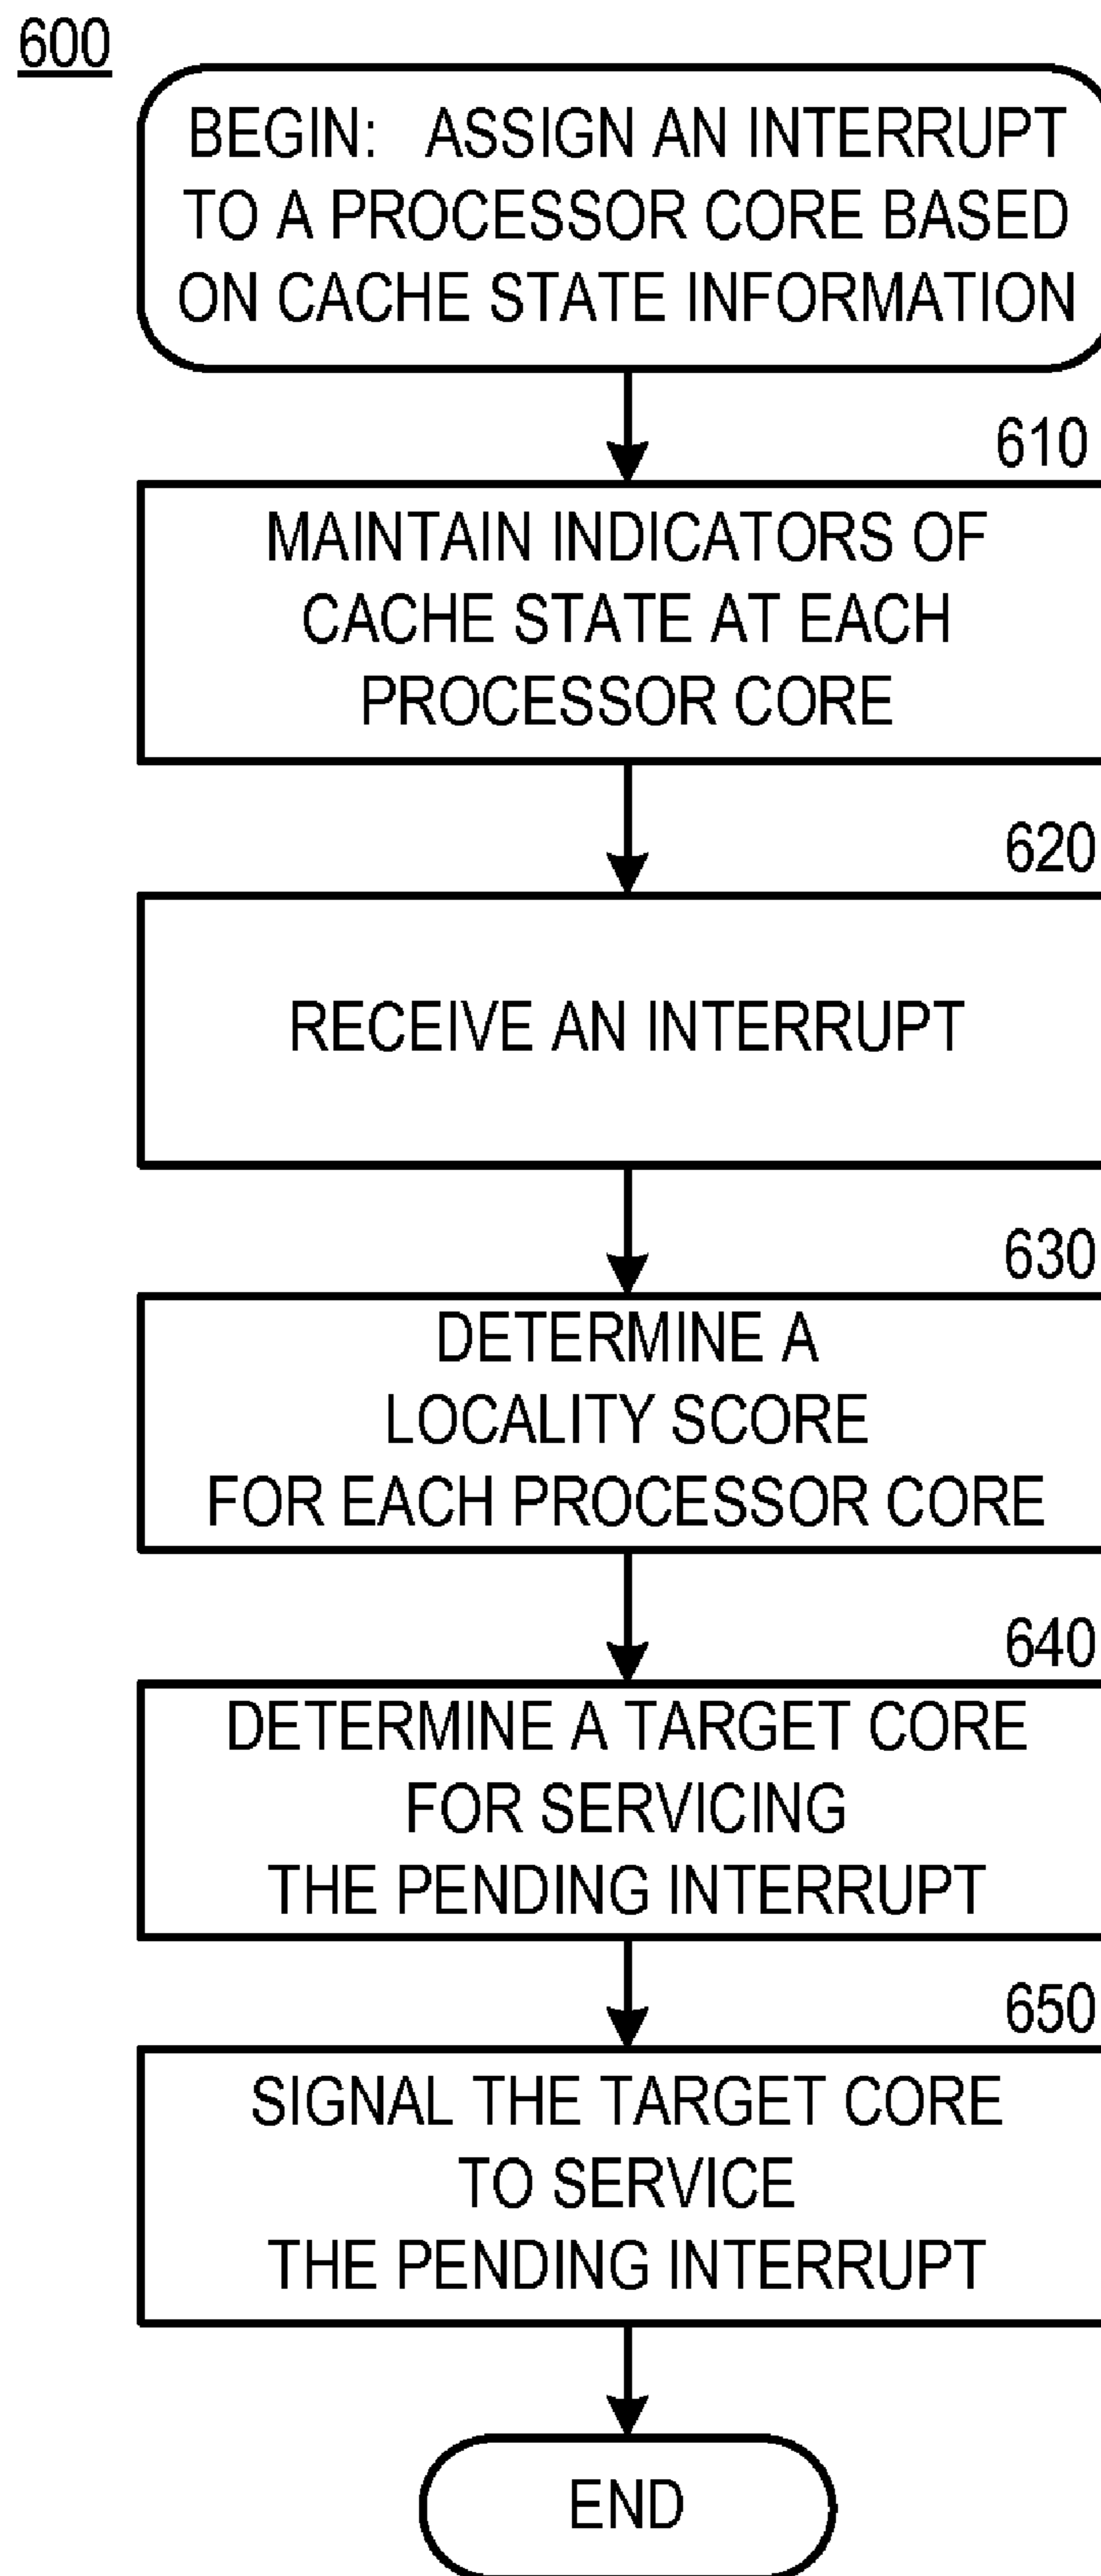 600
BEGIN: ASSIGN AN INTERRUPT
TO A PROCESSOR CORE BASED
ON CACHE STATE INFORMATION
610
MAINTAIN INDICATORS OF
CACHE STATE AT EACH
PROCESSOR CORE
620
RECEIVE AN INTERRUPT
630
DETERMINE A
LOCALITY SCORE
FOR EACH PROCESSOR CORE
640
DETERMINE A TARGET CORE
FOR SERVICING
THE PENDING INTERRUPT
650
SIGNAL THE TARGET CORE
TO SERVICE
THE PENDING INTERRUPT
END